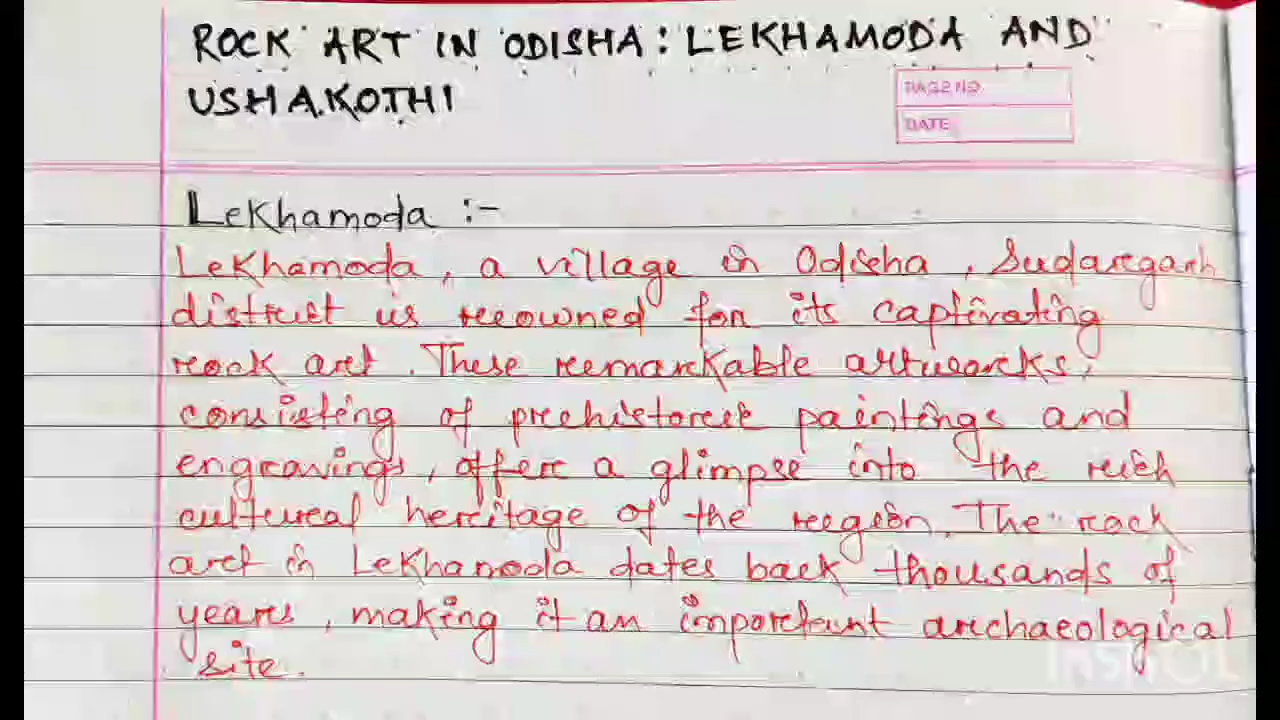 ROCK ART IN ODISHA : LEKHAMODA AND
USHAKOTHI
PAGE NO
DATE
Lekhamoda :-
Lekhamoda, a village in Odisha, Sudargarh
district is reowned for its captivating
rock art. These remarkable artworks,
consisting of prehistoric paintings and
engravings, offer a glimpse into the rich
cultural heritage of the region. The rock
art in Lekhamoda dates back thousands of
years, making it an important archaeological
site.
InShOt